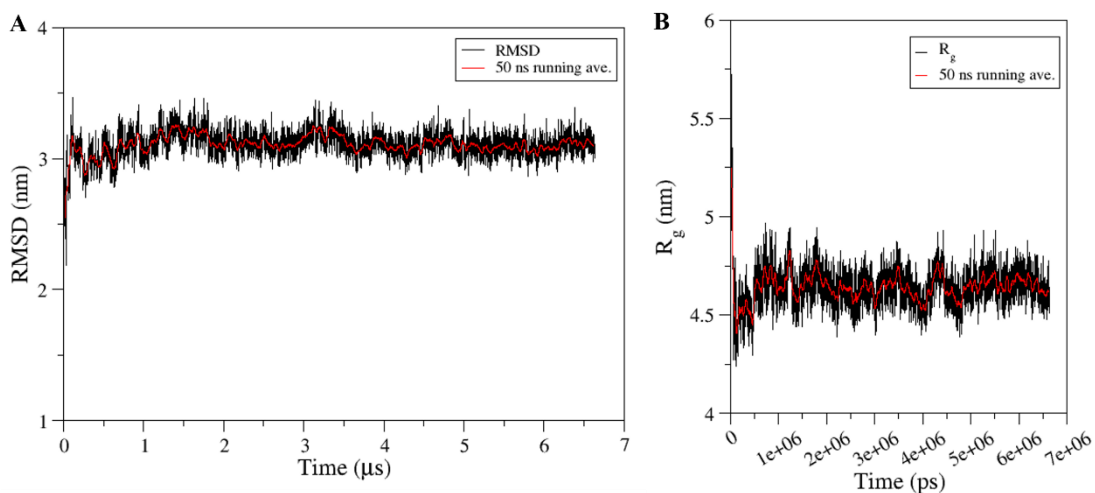 A
4
3
2
1
RMSD (nm)
RMSD
50 ns running ave.
0 1 2 3 4 5 6 7
Time (μs)
B
6
5.5
5
4.5
4
R_g (nm)
R_g
50 ns running ave.
0 1e+06 2e+06 3e+06 4e+06 5e+06 6e+06 7e+06
Time (ps)